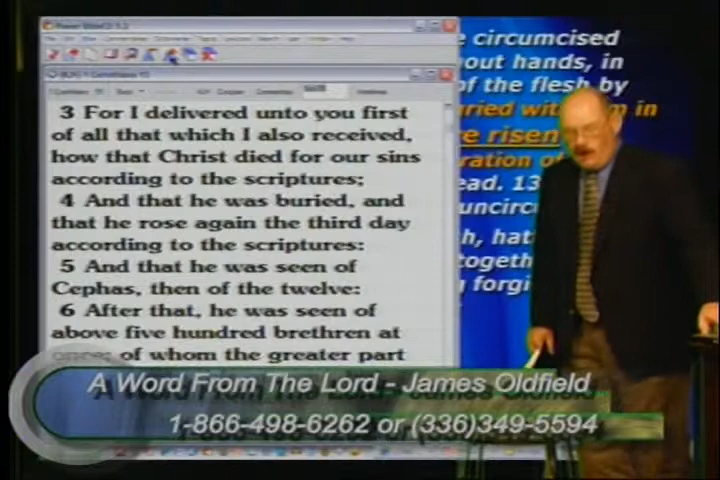 3 For I delivered unto you first
of all that which I also received,
how that Christ died for our sins
according to the scriptures;
4 And that he was buried, and
that he rose again the third day
according to the scriptures:
5 And that he was seen of
Cephas, then of the twelve:
6 After that, he was seen of
above five hundred brethren at
once; of whom the greater part
e circumcised
out hands, in
of the flesh by
uried with m in
e risen
ration o
ead. 13
uncirc
h, hat
togeth
forgi
A Word From The Lord - James Oldfield
1-866-498-6262 or (336)349-5594